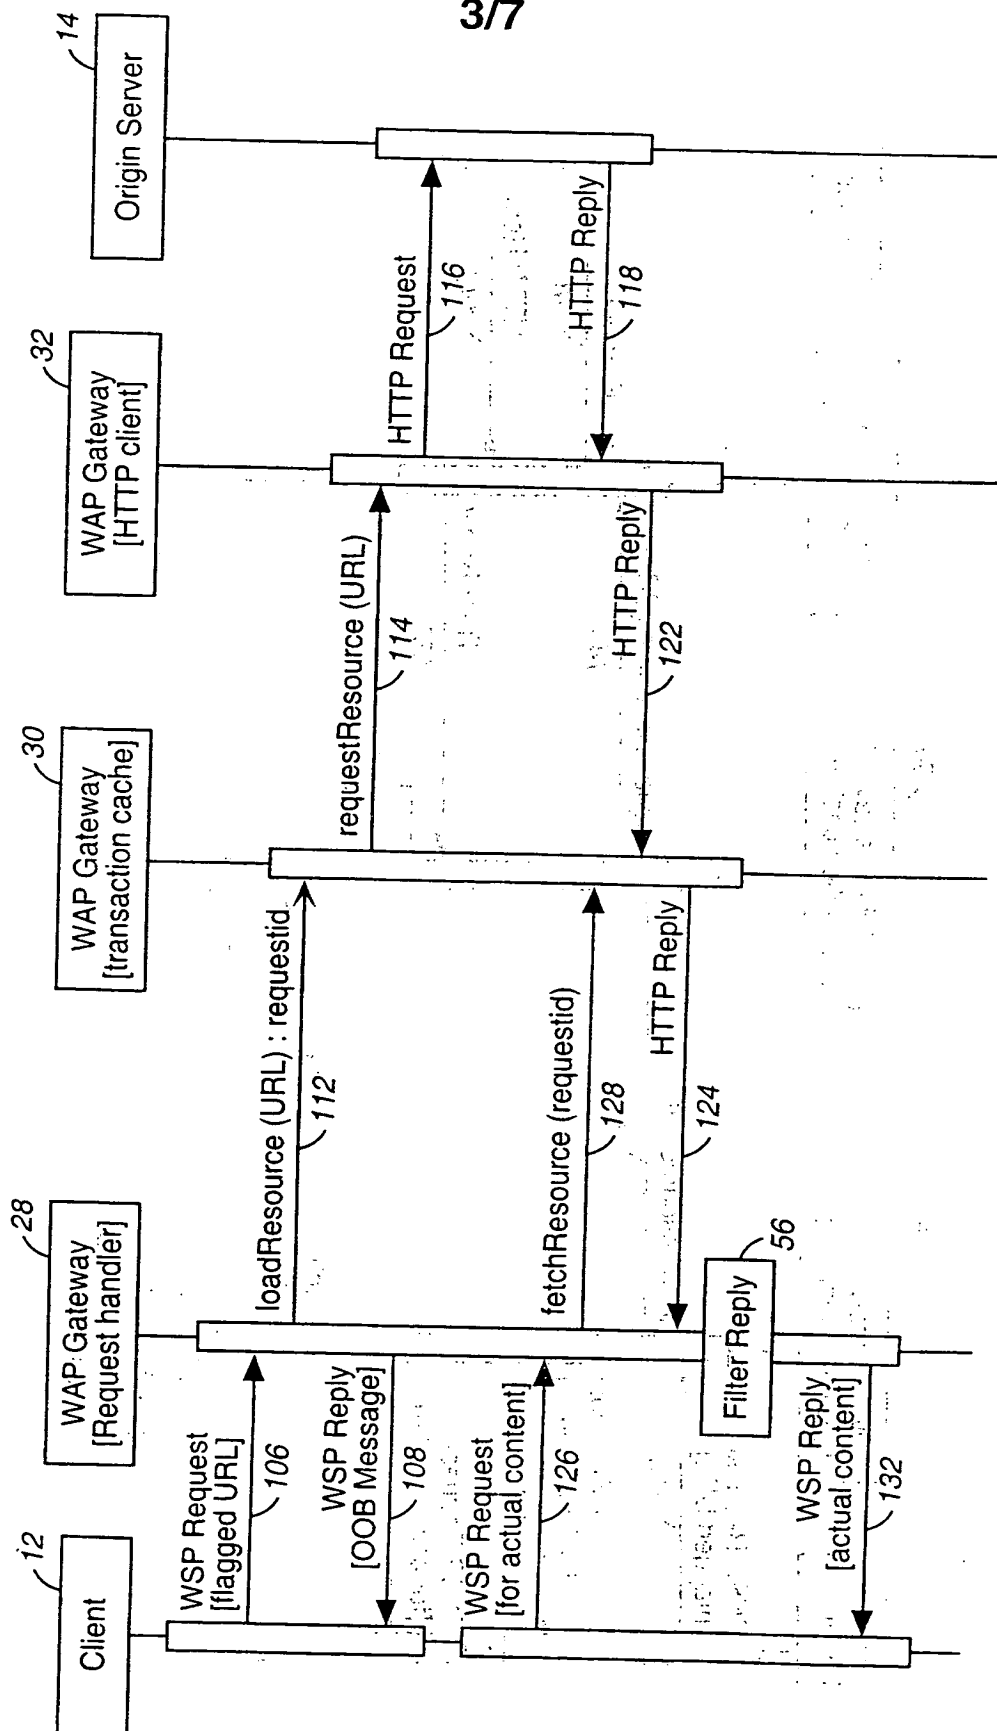 3/7
12
Client
28
WAP Gateway
[Request handler]
30
WAP Gateway
[transaction cache]
32
WAP Gateway
[HTTP client]
14
Origin Server
WSP Request
[flagged URL]
106
loadResource (URL) : requestid
112
requestResource (URL)
114
HTTP Request
116
WSP Reply
[OOB Message]
108
WSP Request
[for actual content]
126
fetchResource (requestid)
128
HTTP Reply
118
HTTP Reply
122
HTTP Reply
124
Filter Reply
56
WSP Reply
[actual content]
132